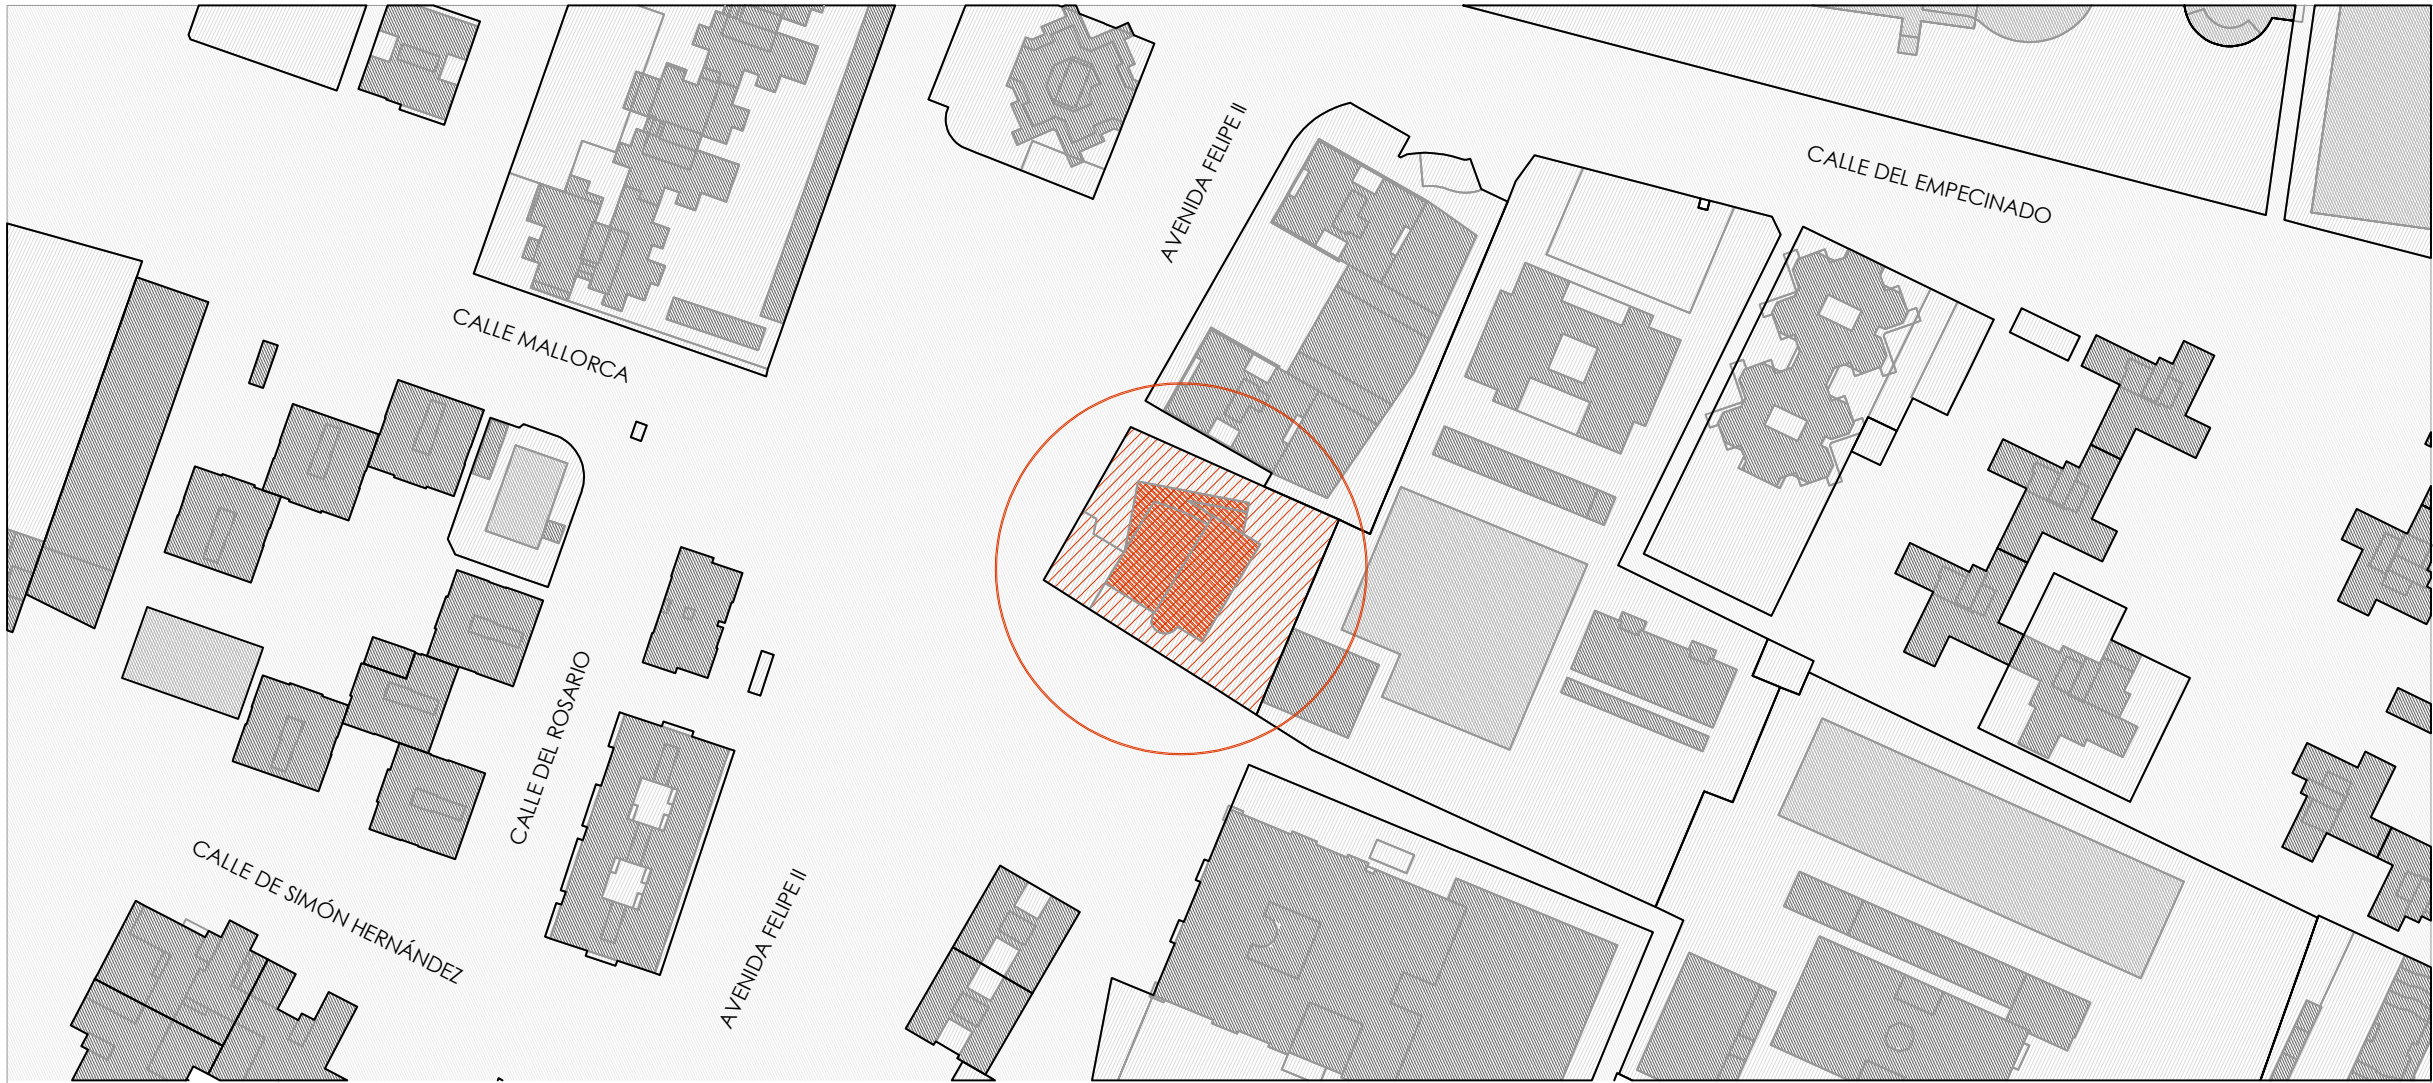 AVENIDA FELIPE II
CALLE DEL EMPECINADO
CALLE MALLORCA
CALLE DEL ROSARIO
CALLE DE SIMÓN HERNÁNDEZ
AVENIDA FELIPE II